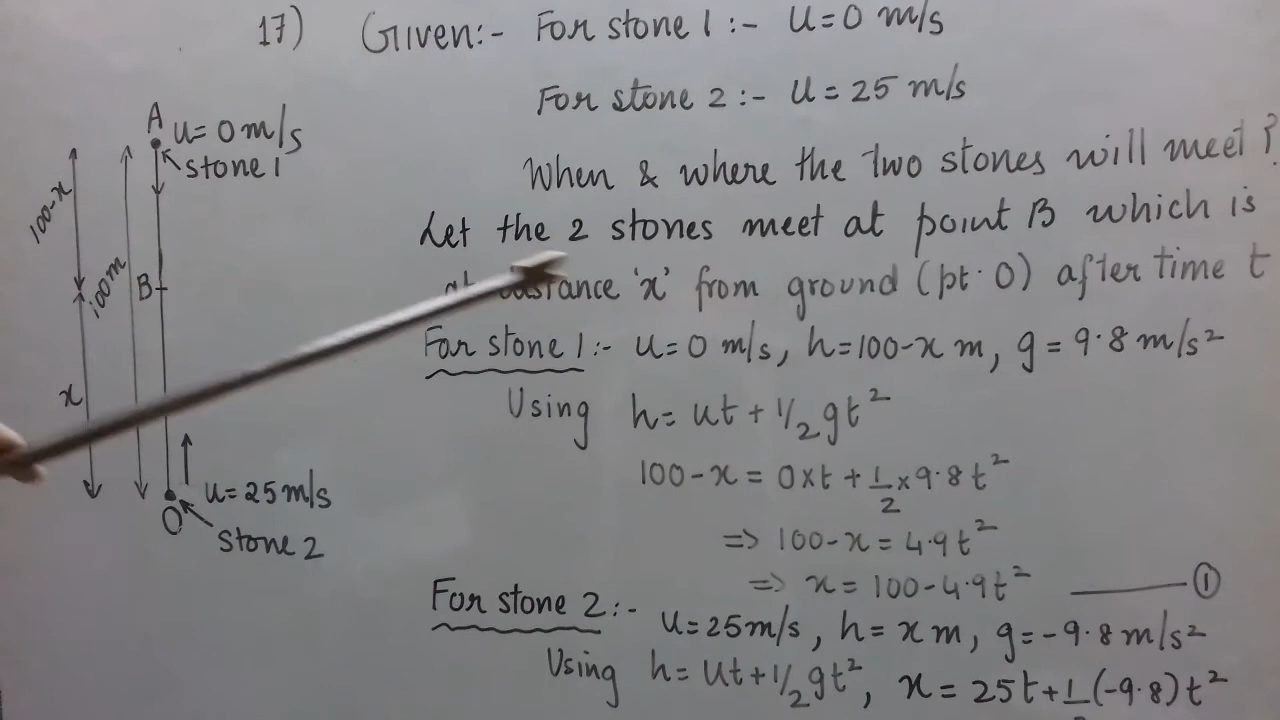 17) Given:- For stone 1:- u=0 m/s
For stone 2:- u=25 m/s
When & where the two stones will meet?
Let the 2 stones meet at point B which is
at distance 'x' from ground (pt. O) after time t
For stone 1:- u=0 m/s, h=100-x m, g=9.8 m/s²
Using h= ut + 1/2 gt²
100-x = 0xt + 1/2 x 9.8t²
=> 100-x = 4.9t²
=> x = 100-4.9t² ——— ①
For stone 2:- u=25m/s, h= x m, g=-9.8 m/s²
Using h= ut+1/2 gt², x = 25t+1/2(-9.8)t²
A u=0m/s
stone 1
100-x
100m
B
x
u=25m/s
O
stone 2